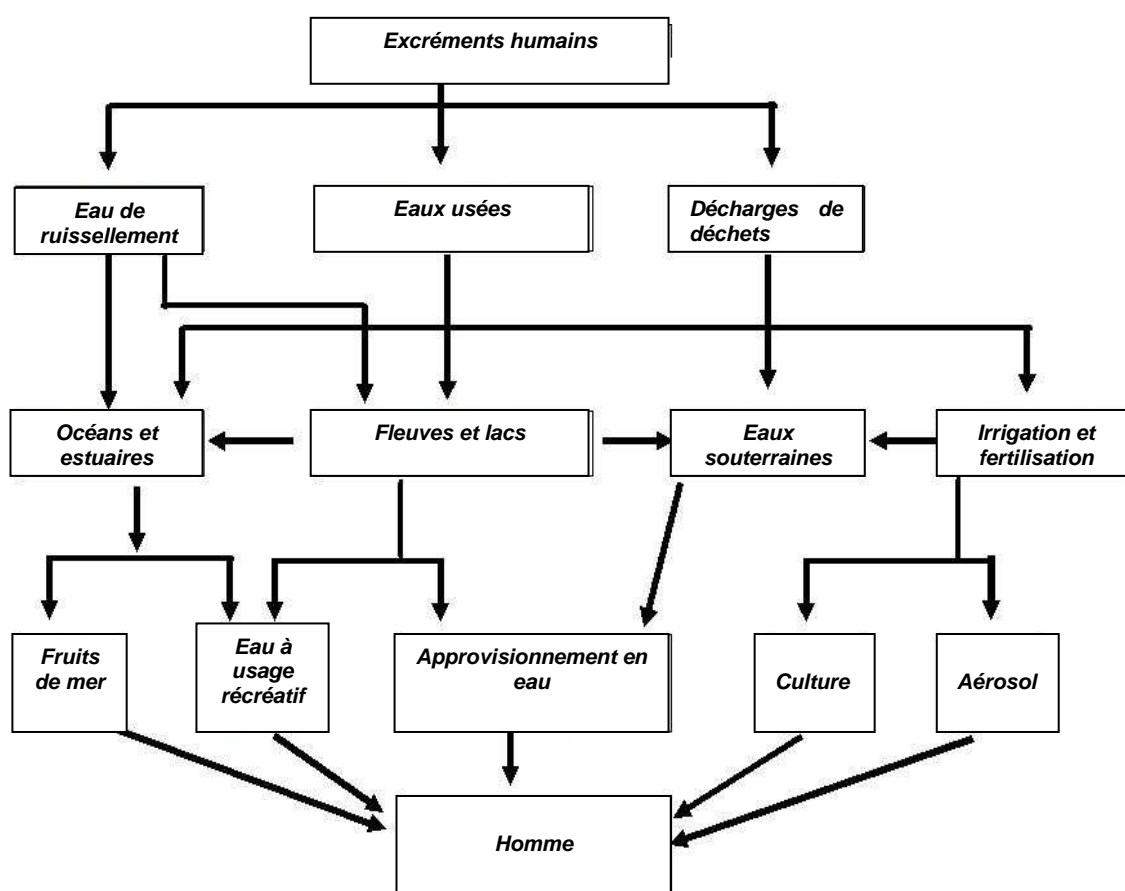 Excréments humains
Eau de
ruissellement
Eaux usées
Décharges de
déchets
Océans et
estuaires
Fleuves et lacs
Eaux
souterraines
Irrigation et
fertilisation
Fruits
de mer
Eau à
usage
récréatif
Approvisionnement en
eau
Culture
Aérosol
Homme